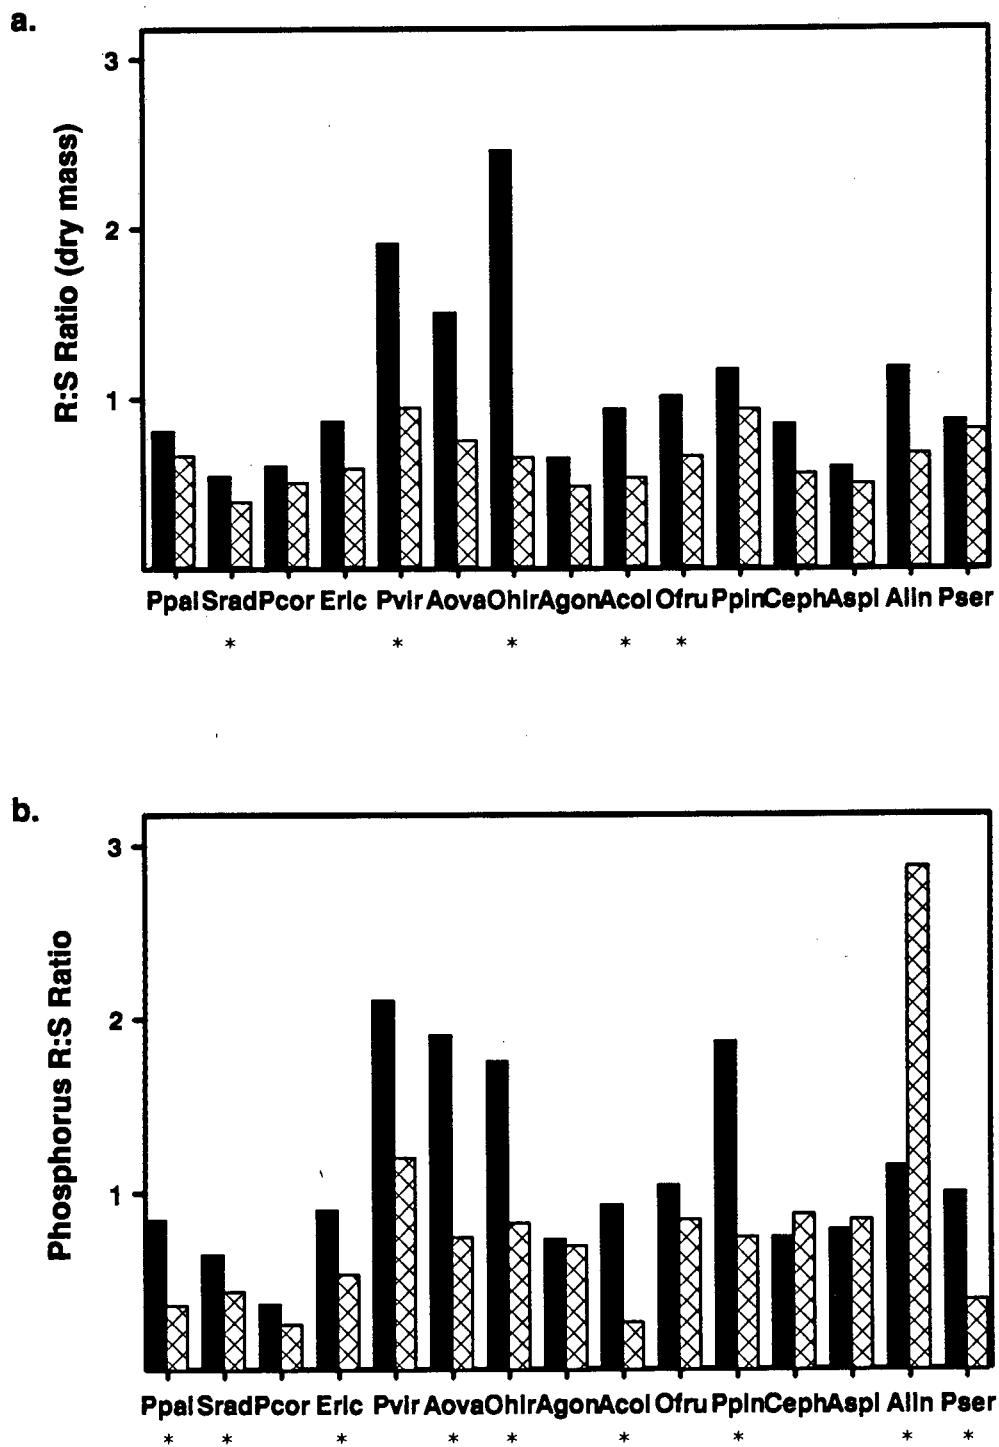 a.
3
2
1
R:S Ratio (dry mass)
Ppal Srad Pcor Eric Pvir Aova Ohir Agon Acol Ofru Ppin Ceph Aspl Alin Pser
* * * * *
b.
3
2
1
Phosphorus R:S Ratio
Ppal Srad Pcor Eric Pvir Aova Ohir Agon Acol Ofru Ppin Ceph Aspl Alin Pser
* * * * * * * * *